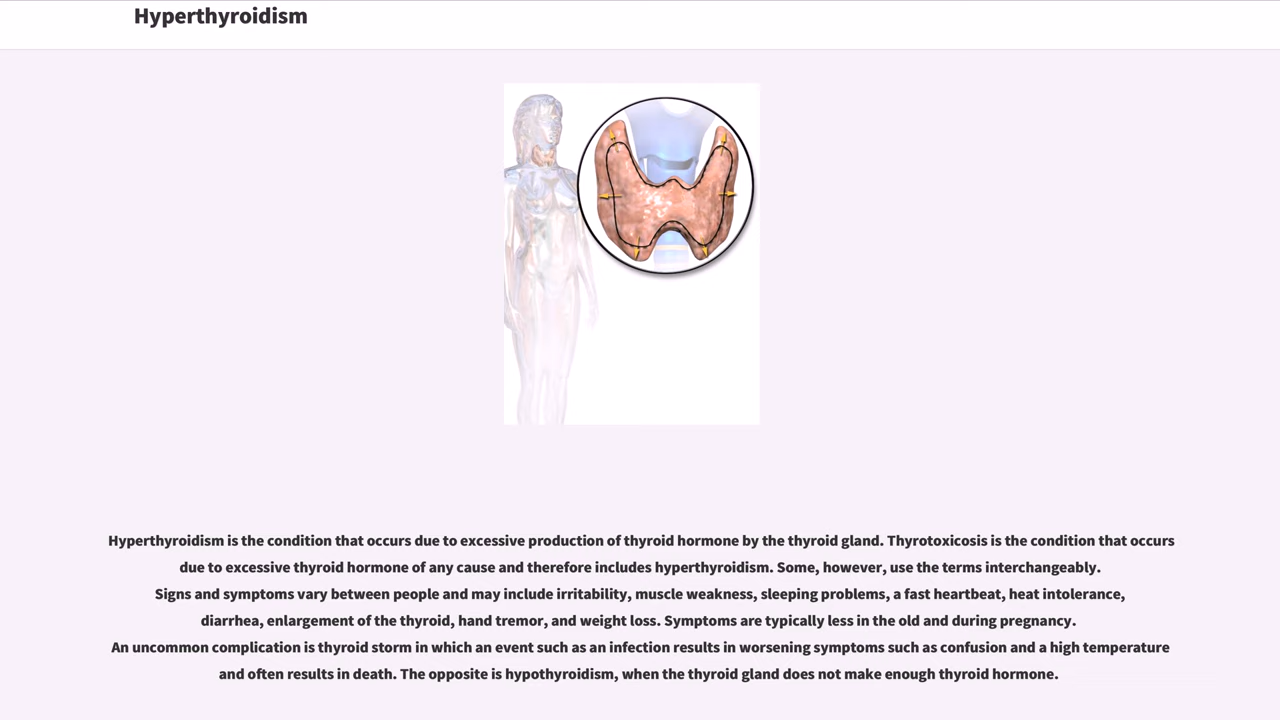 Hyperthyroidism
Hyperthyroidism is the condition that occurs due to excessive production of thyroid hormone by the thyroid gland. Thyrotoxicosis is the condition that occurs
due to excessive thyroid hormone of any cause and therefore includes hyperthyroidism. Some, however, use the terms interchangeably.
Signs and symptoms vary between people and may include irritability, muscle weakness, sleeping problems, a fast heartbeat, heat intolerance,
diarrhea, enlargement of the thyroid, hand tremor, and weight loss. Symptoms are typically less in the old and during pregnancy.
An uncommon complication is thyroid storm in which an event such as an infection results in worsening symptoms such as confusion and a high temperature
and often results in death. The opposite is hypothyroidism, when the thyroid gland does not make enough thyroid hormone.